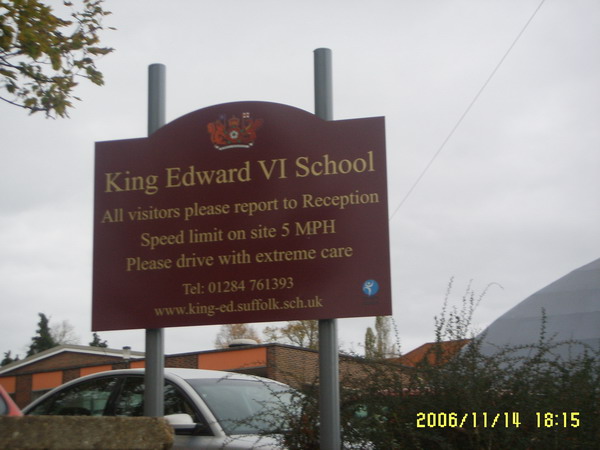 King Edward VI School
All visitors please report to Reception
Speed limit on site 5 MPH
Please drive with extreme care
Tel: 01284 761393
www.king-ed.suffolk.sch.uk
2006/11/14 18:15